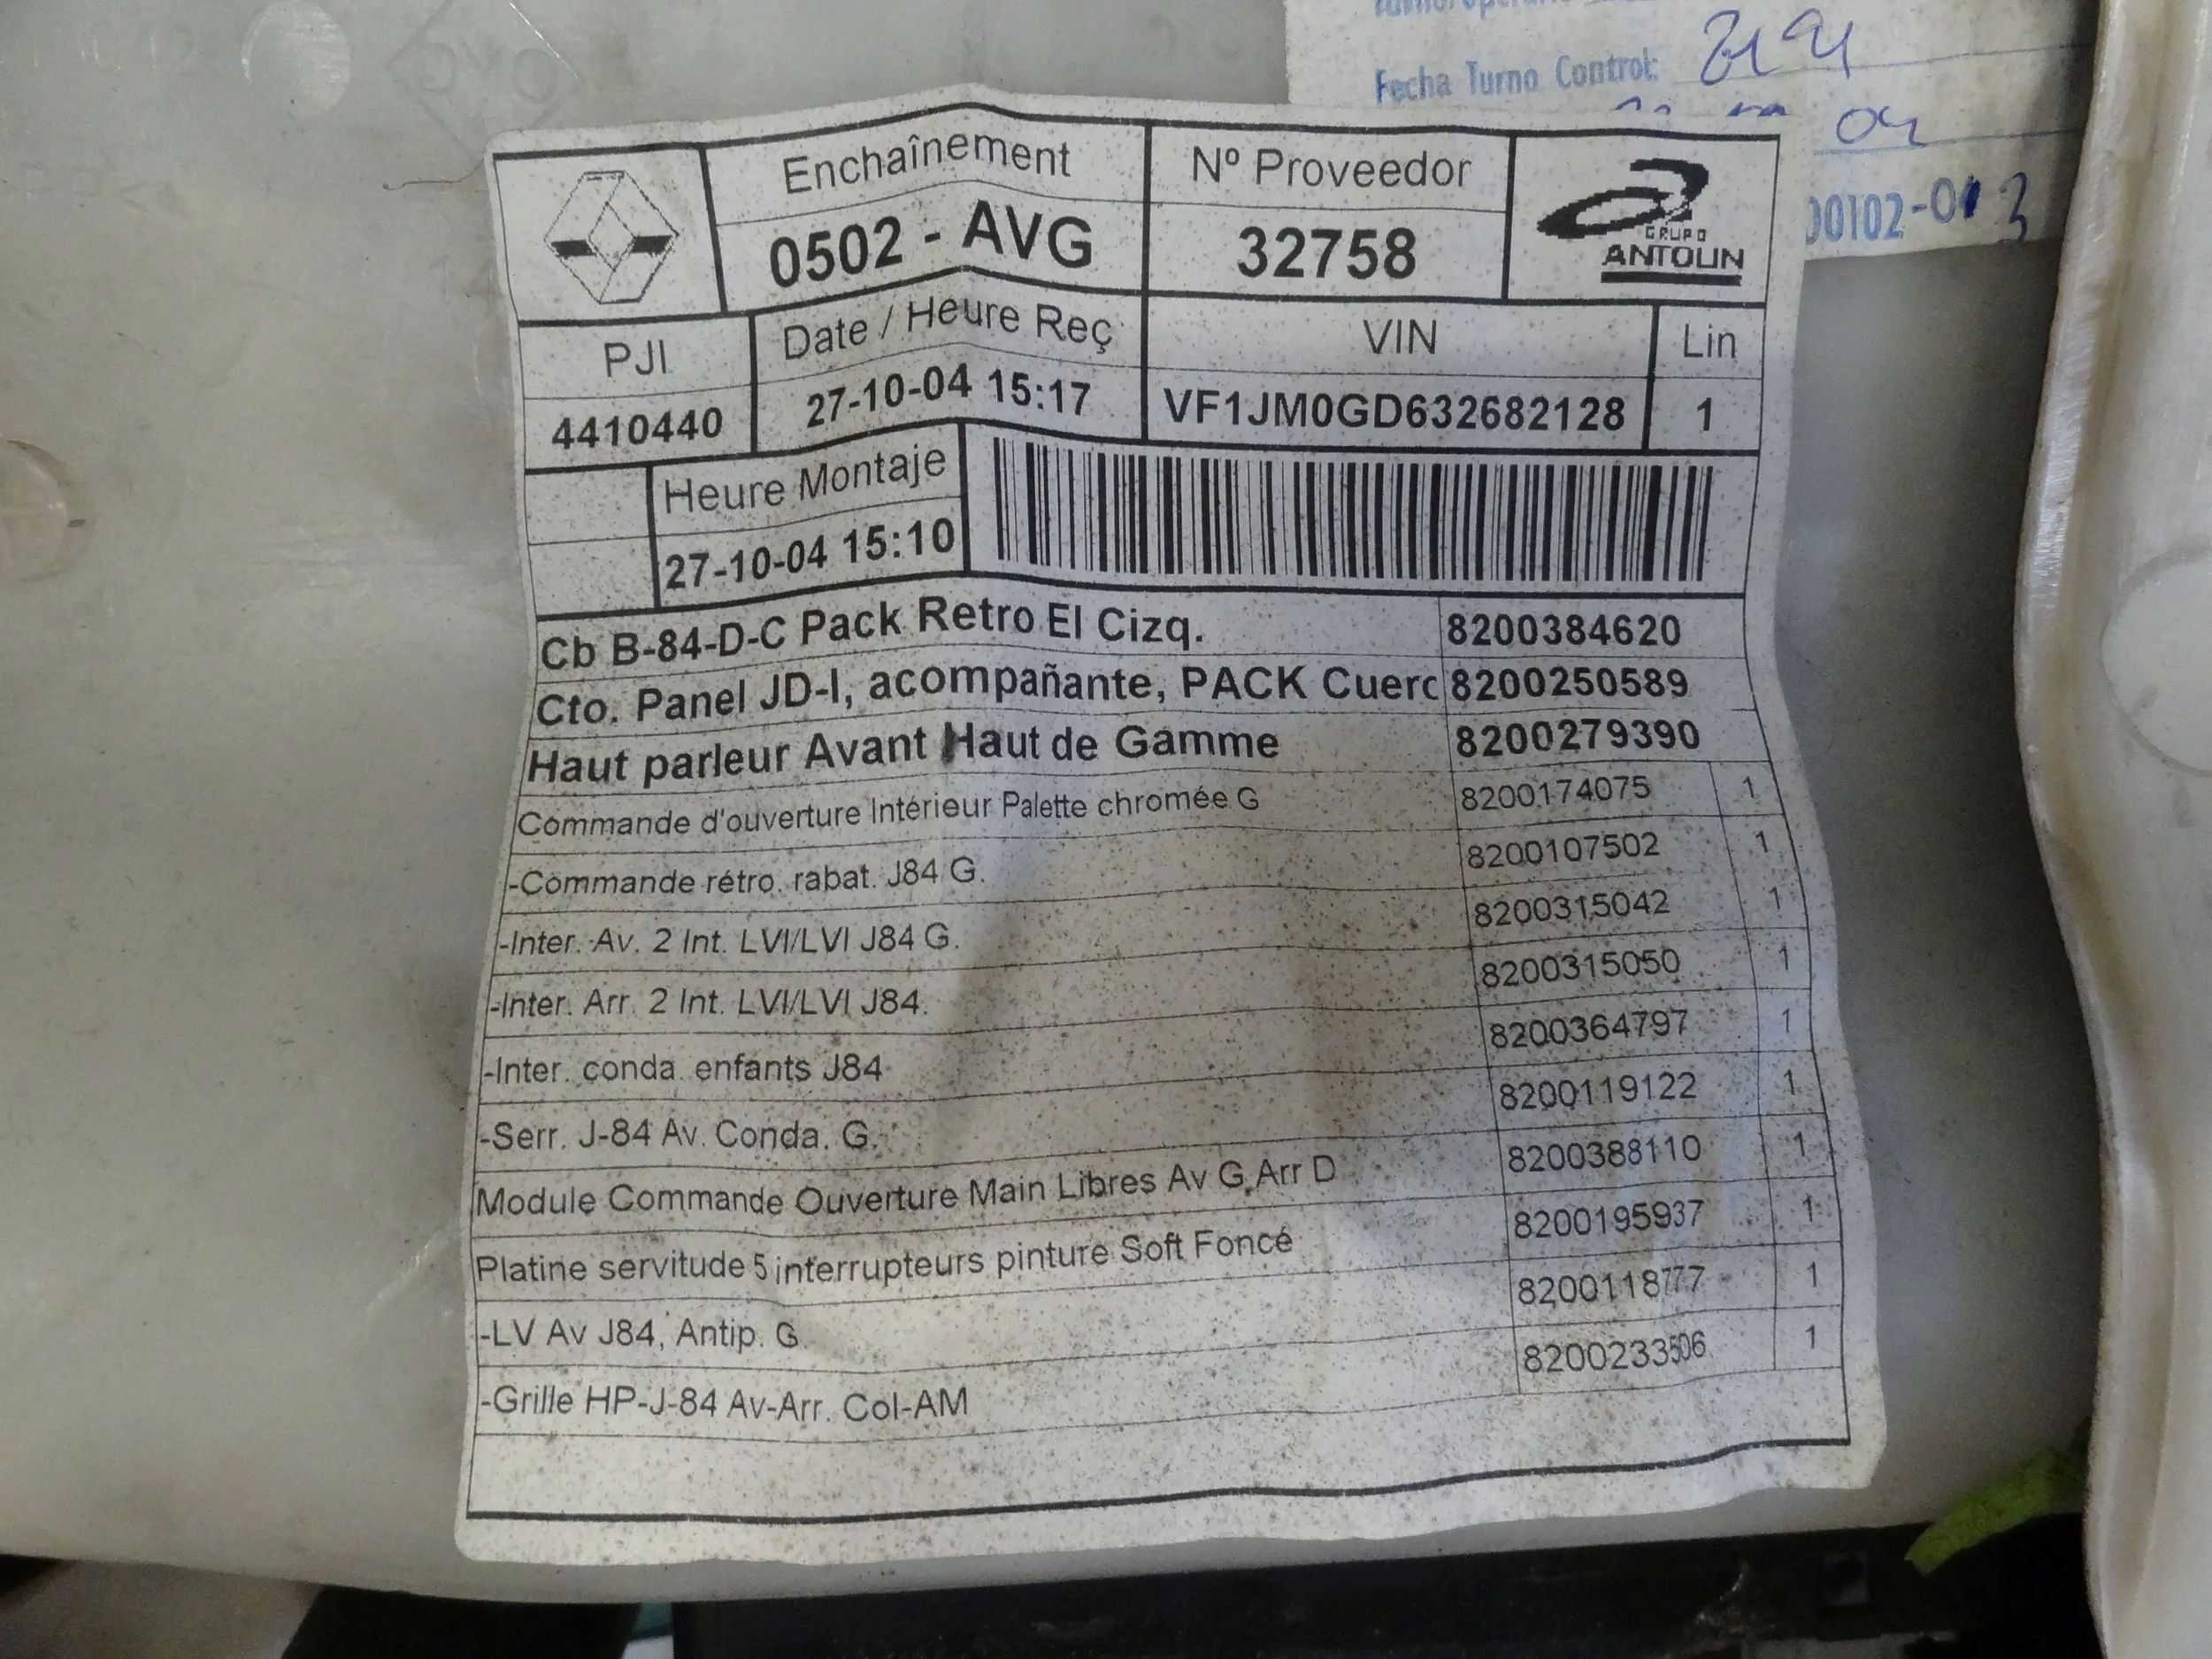 Fecha Turno Control:
04
00102-0
Enchaînement
Nº Proveedor
0502 - AVG
32758
GRUPO
ANTOLIN
PJI
Date / Heure Reç
VIN
Lin
4410440
27-10-04 15:17
VF1JM0GD632682128
1
Heure Montaje
27-10-04 15:10
Cb B-84-D-C Pack Retro El Cizq. 8200384620
Cto. Panel JD-I, acompañante, PACK Cuerc 8200250589
Haut parleur Avant Haut de Gamme 8200279390
Commande d'ouverture Intérieur Palette chromée G 8200174075 1
-Commande rétro. rabat. J84 G. 8200107502 1
-Inter. Av. 2 Int. LVI/LVI J84 G. 8200315042 1
-Inter. Arr. 2 Int. LVI/LVI J84. 8200315050 1
-Inter. conda. enfants J84 8200364797 1
-Serr. J-84 Av. Conda. G. 8200119122 1
Module Commande Ouverture Main Libres Av G, Arr D 8200388110 1
Platine servitude 5 interrupteurs pinture Soft Foncé 8200195937 1
-LV Av J84, Antip. G 8200118777 1
-Grille HP-J-84 Av-Arr. Col-AM 8200233506 1